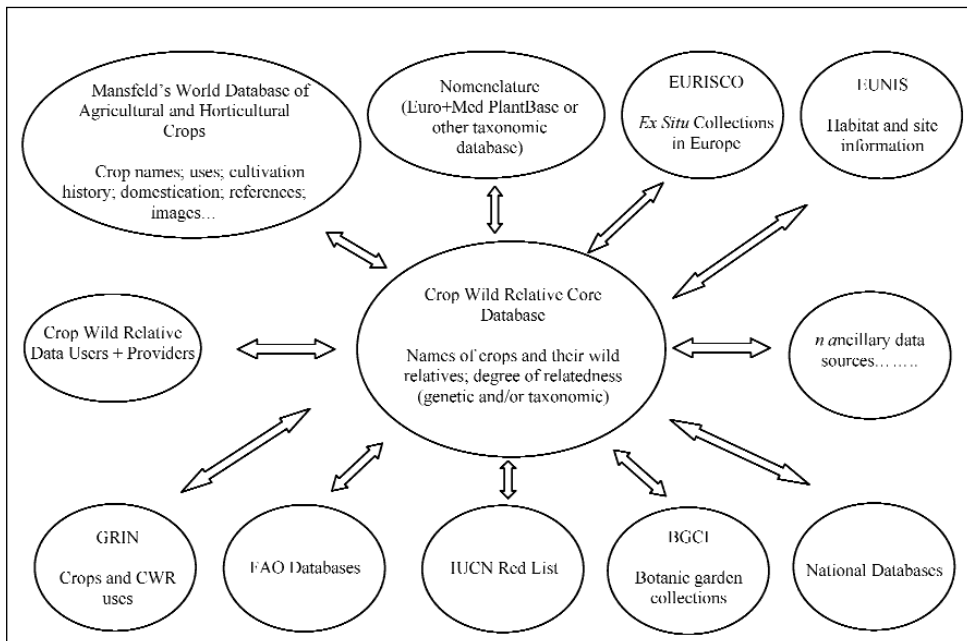 Mansfeld's World Database of
Agricultural and Horticultural
Crops
Crop names; uses; cultivation
history; domestication; references;
images...
Nomenclature
(Euro+Med PlantBase or
other taxonomic
database)
EURISCO
Ex Situ Collections
in Europe
EUNIS
Habitat and site
information
Crop Wild Relative
Data Users + Providers
Crop Wild Relative Core
Database
Names of crops and their wild
relatives; degree of relatedness
(genetic and/or taxonomic)
n ancillary data
sources........
GRIN
Crops and CWR
uses
FAO Databases
IUCN Red List
BGCI
Botanic garden
collections
National Databases